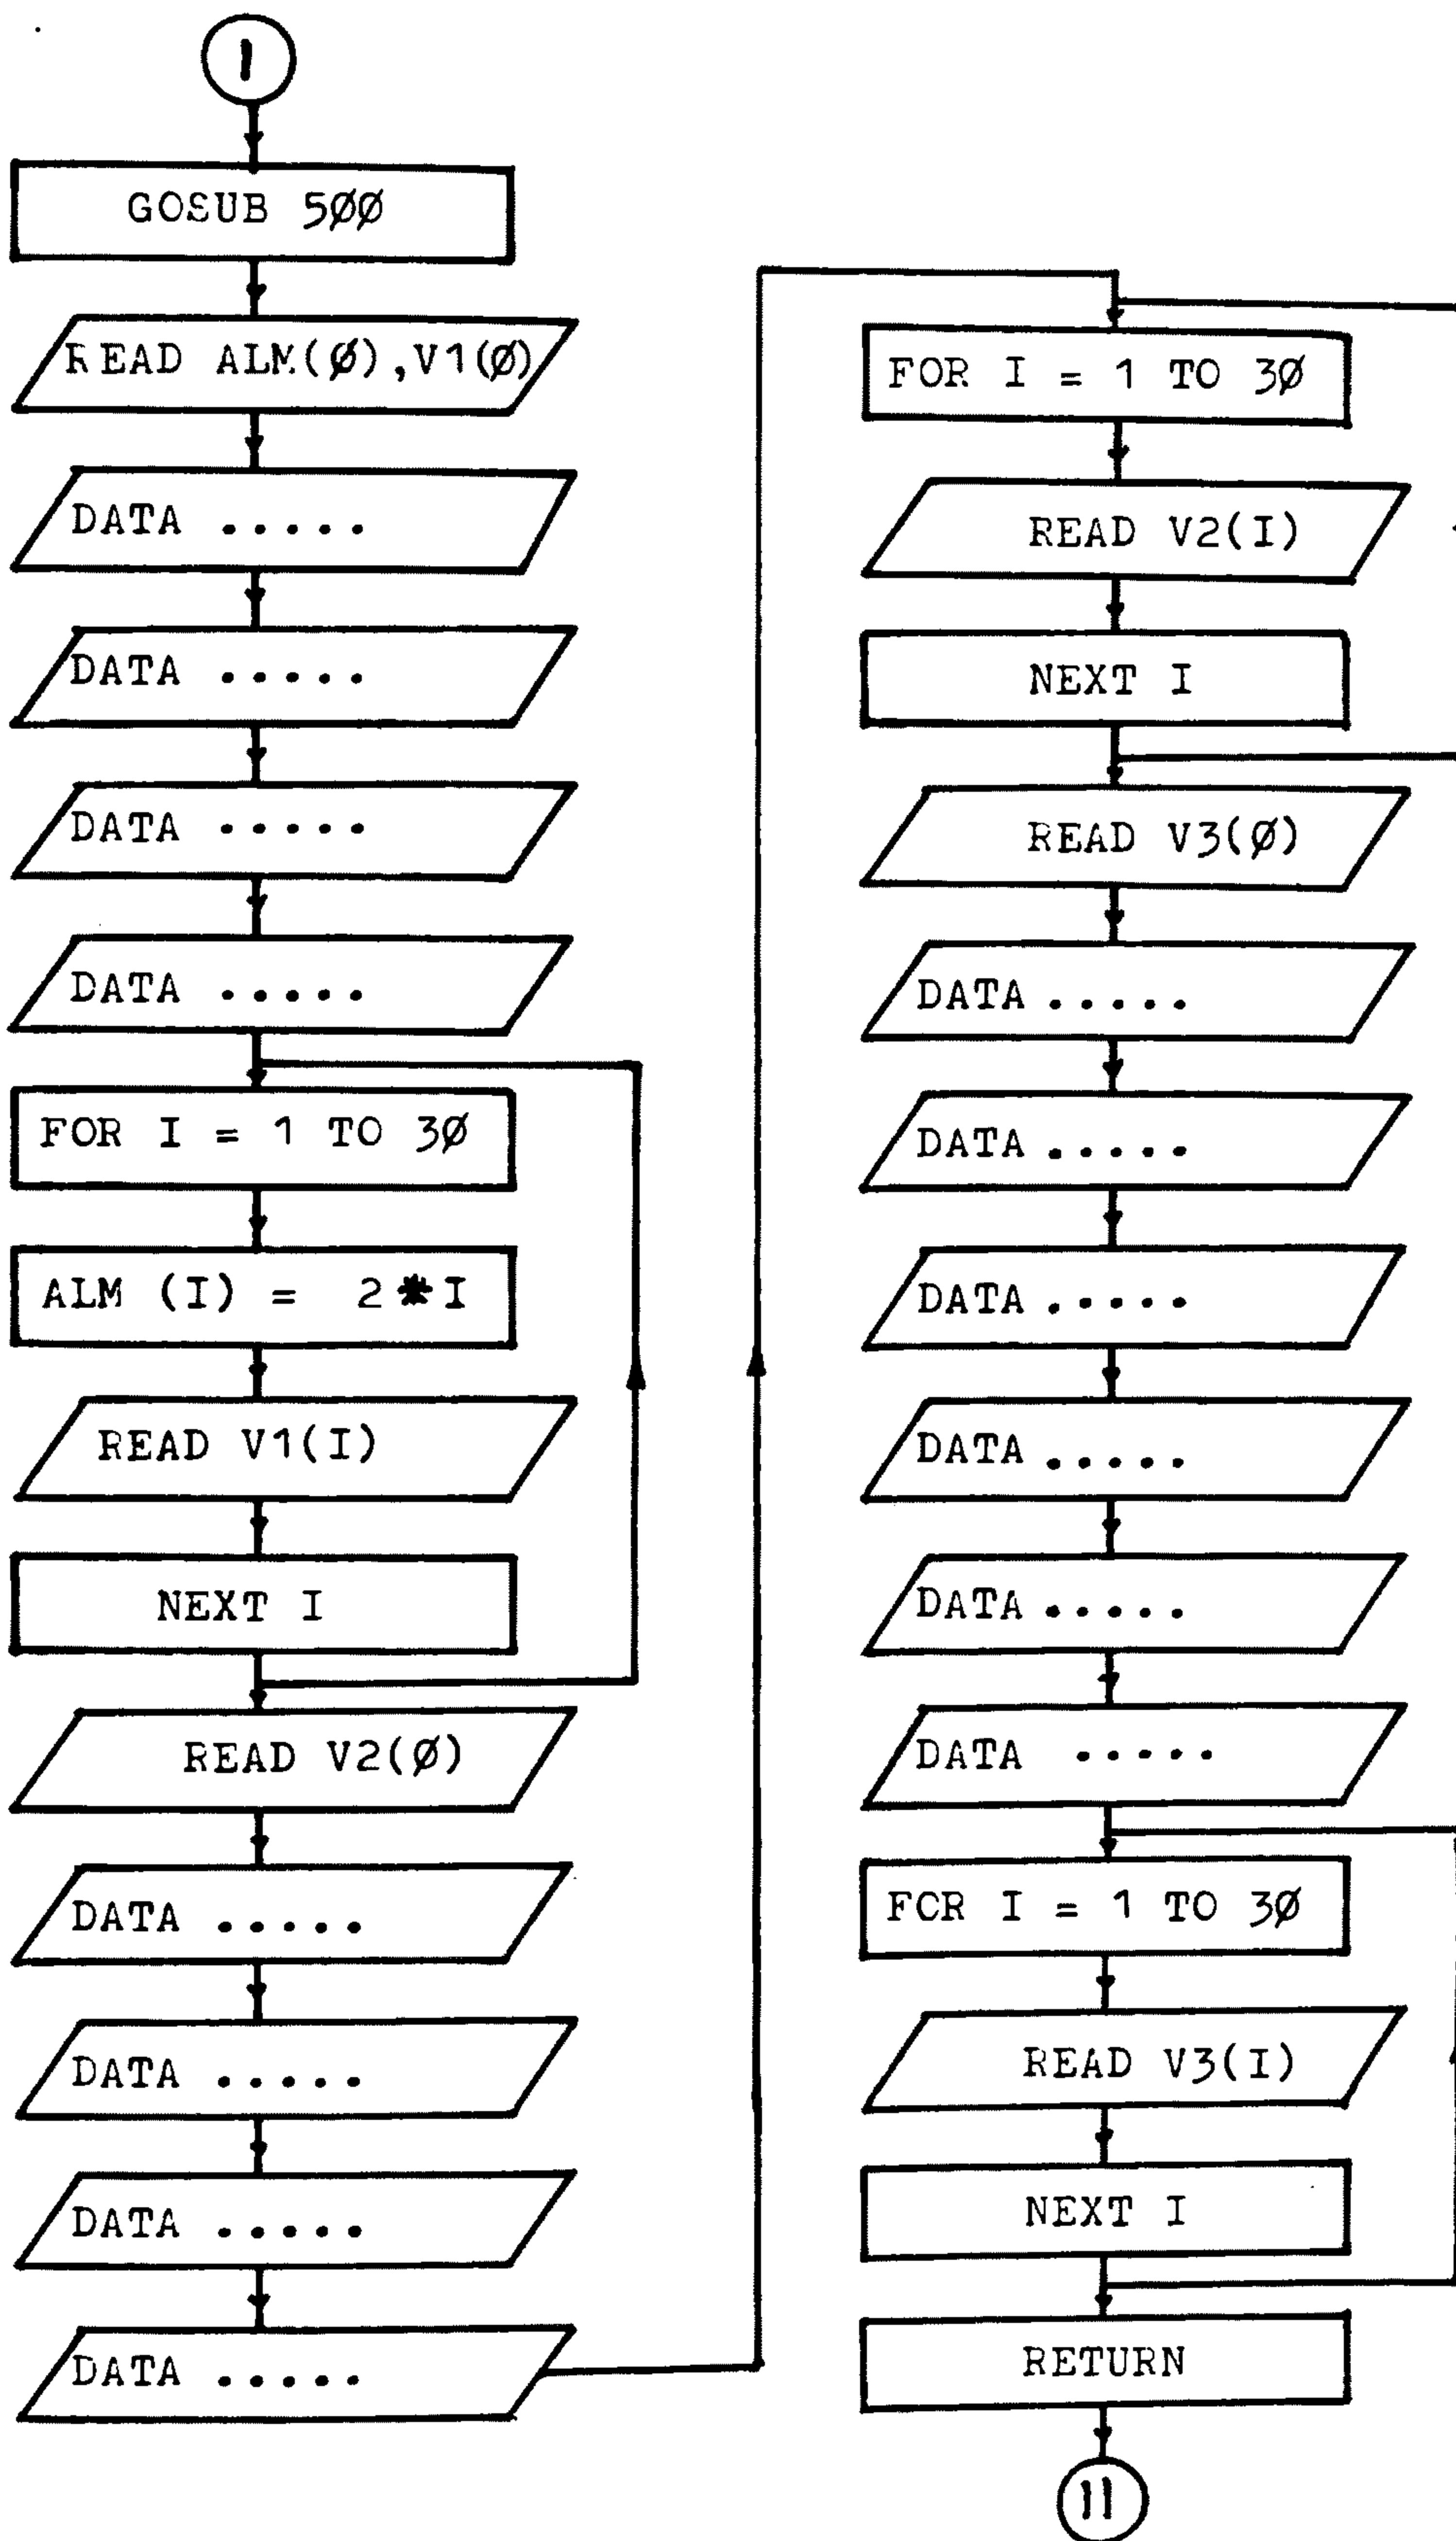 1
GOSUB 5ØØ
READ ALM(Ø),V1(Ø)
DATA .....
DATA .....
DATA .....
DATA .....
FOR I = 1 TO 3Ø
ALM (I) = 2*I
READ V1(I)
NEXT I
READ V2(Ø)
DATA .....
DATA .....
DATA .....
DATA .....
FOR I = 1 TO 3Ø
READ V2(I)
NEXT I
READ V3(Ø)
DATA .....
DATA .....
DATA .....
DATA .....
DATA .....
DATA .....
FOR I = 1 TO 3Ø
READ V3(I)
NEXT I
RETURN
11